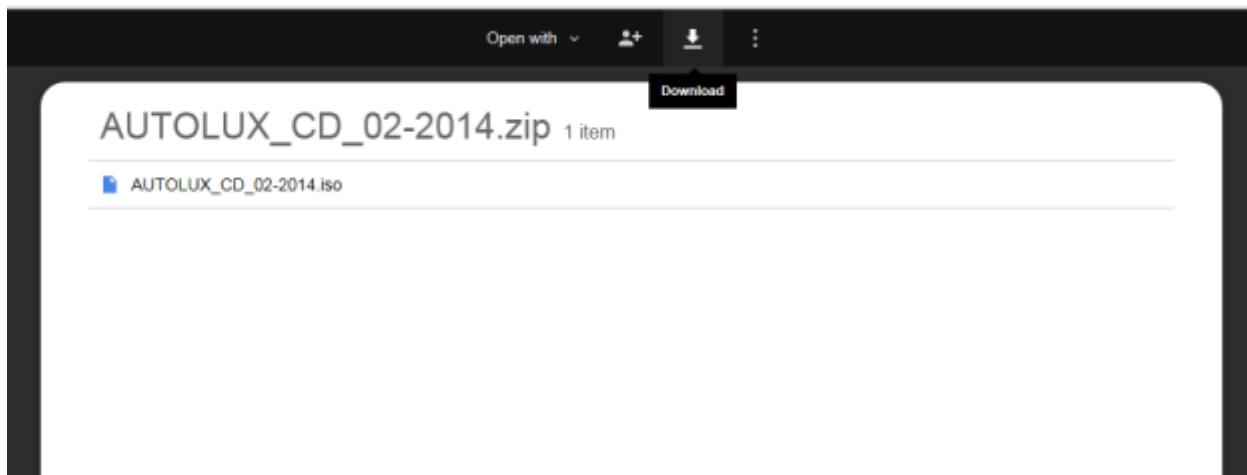 Open with
Download
AUTOLUX_CD_02-2014.zip 1 item
AUTOLUX_CD_02-2014.iso